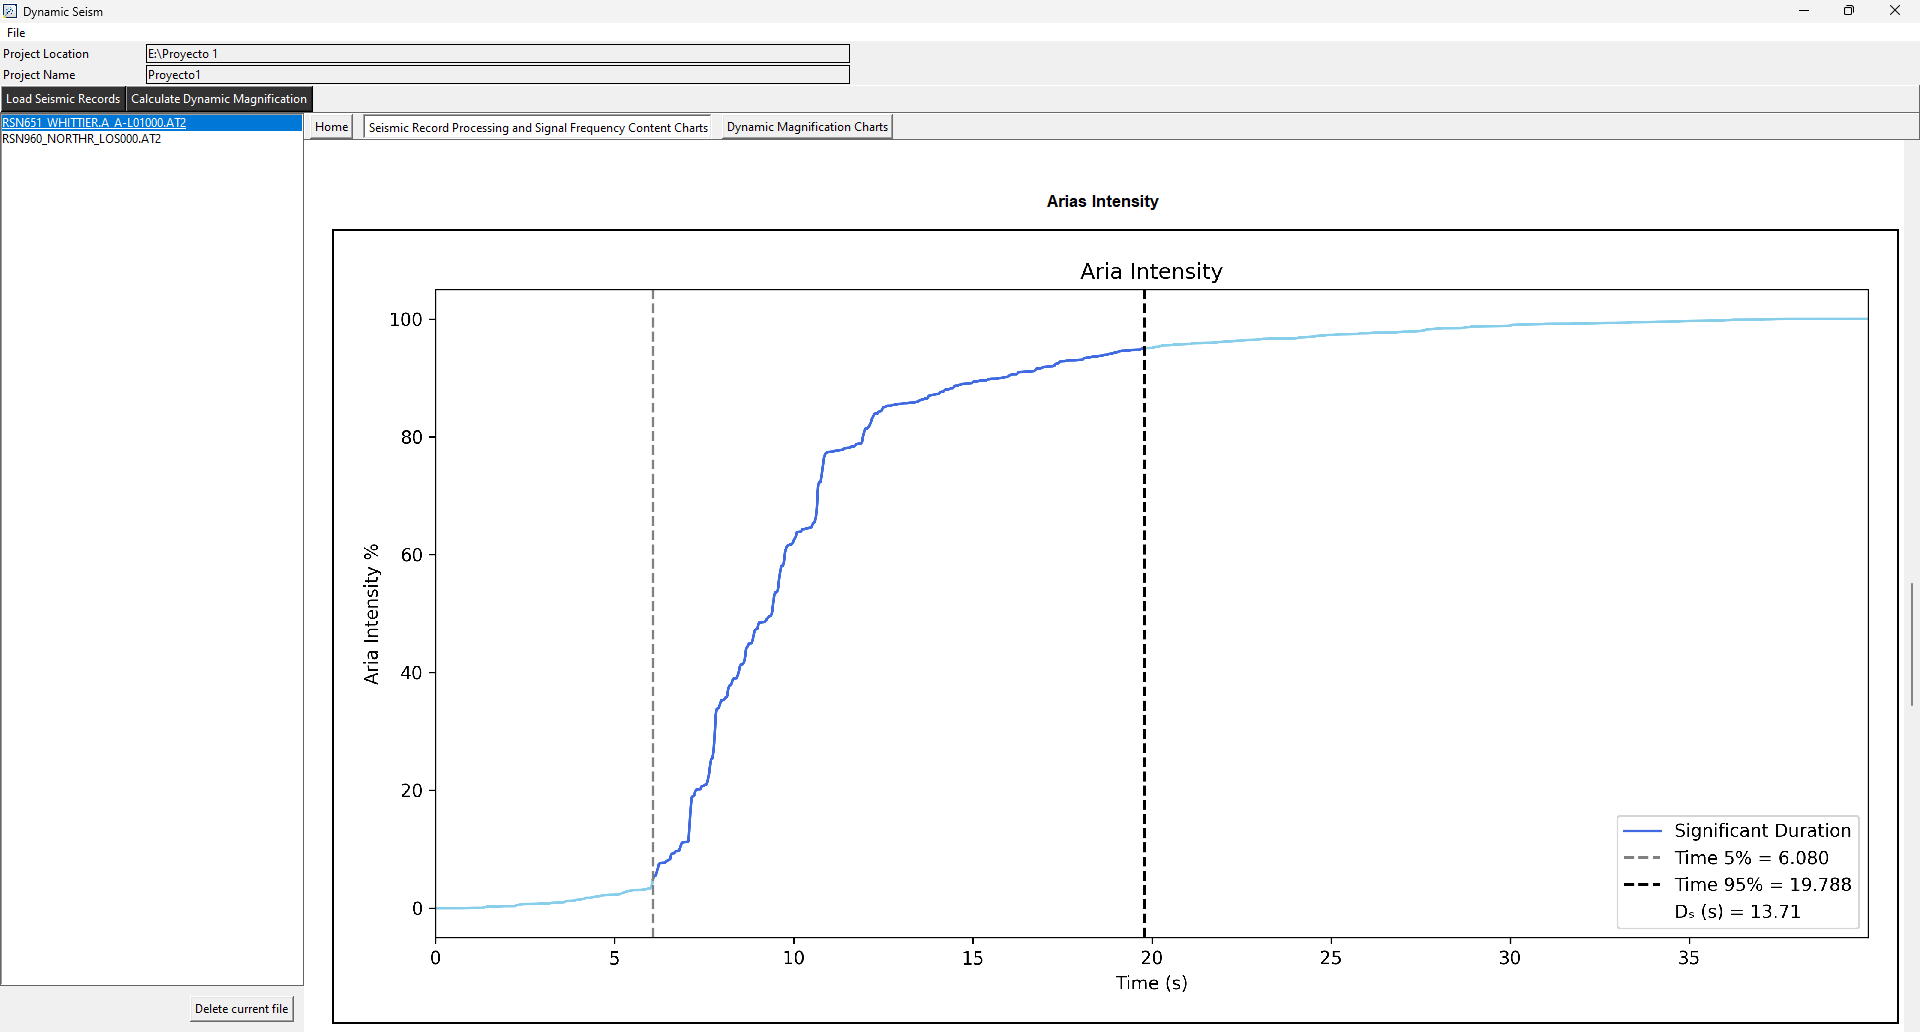 Dynamic Seism
File
Project Location E:\Proyecto 1
Project Name Proyecto1
Load Seismic Records Calculate Dynamic Magnification
RSN651_WHITTIER.A_A-L01000.AT2
RSN960_NORTHR_LOS000.AT2
Home Seismic Record Processing and Signal Frequency Content Charts Dynamic Magnification Charts
Arias Intensity
Aria Intensity
100
80
60
40
20
0
Aria Intensity %
Significant Duration
Time 5% = 6.080
Time 95% = 19.788
Dₛ (s) = 13.71
0 5 10 15 20 25 30 35
Time (s)
Delete current file